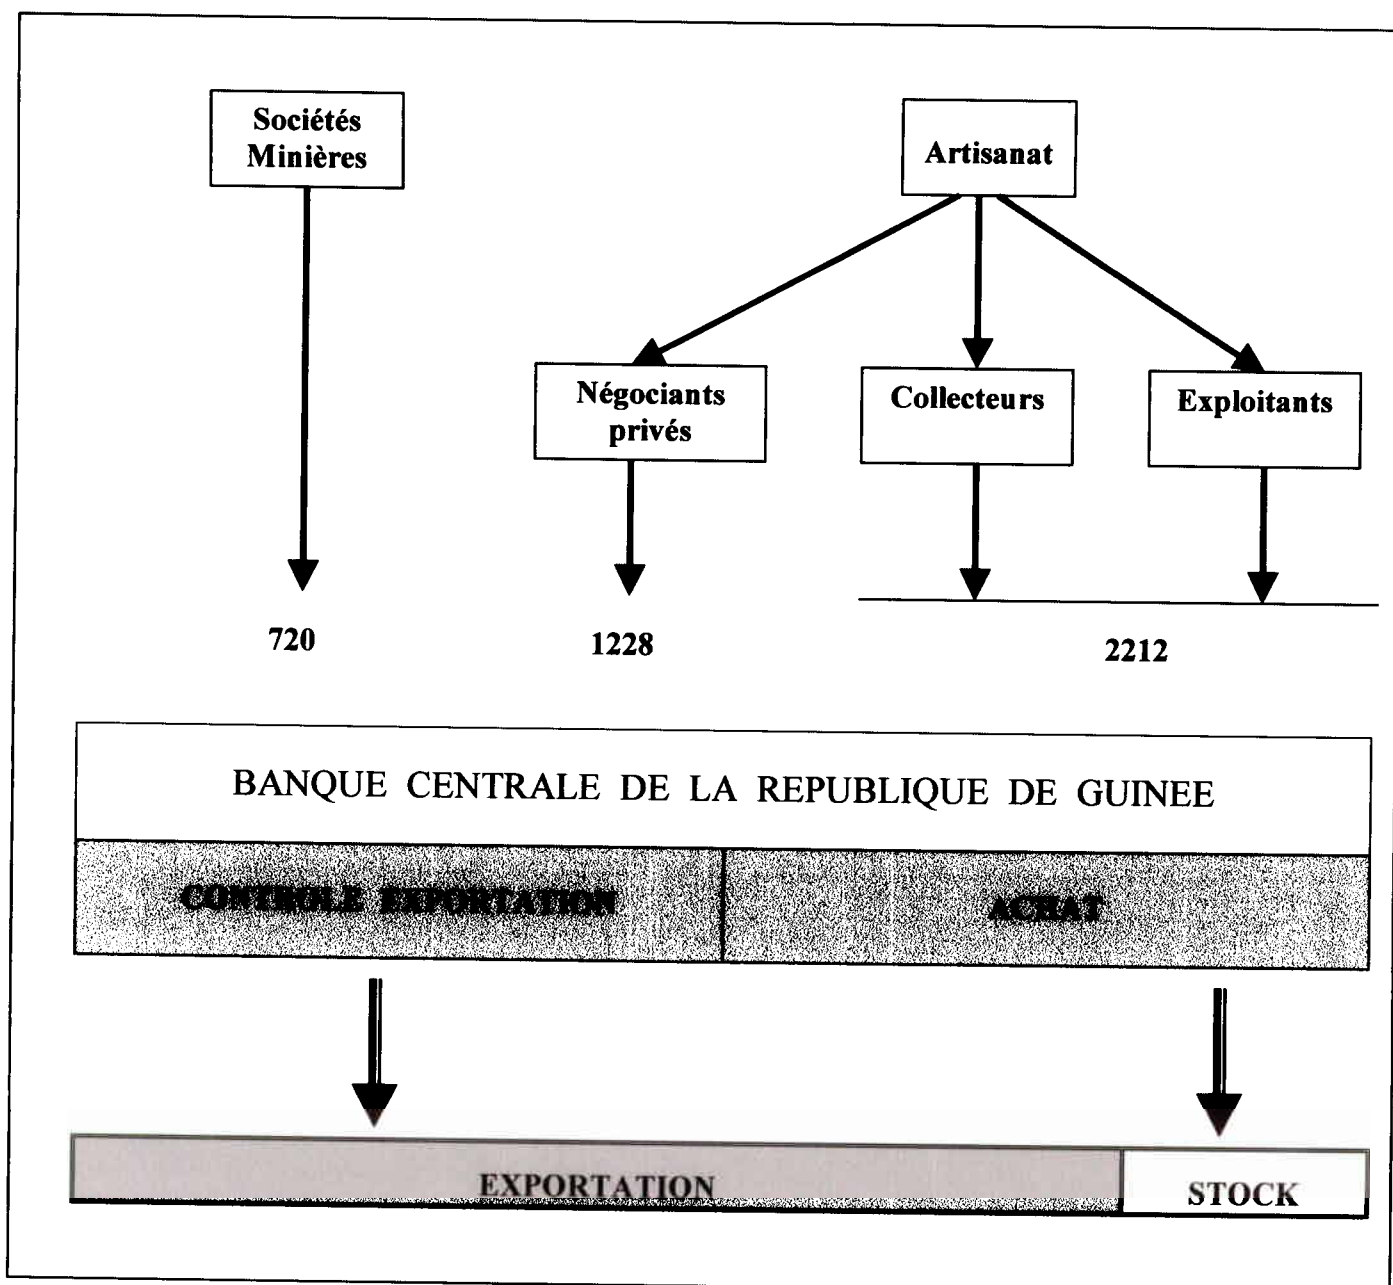 Sociétés
Minières
Artisanat
Négociants
privés
Collecteurs
Exploitants
720
1228
2212
BANQUE CENTRALE DE LA REPUBLIQUE DE GUINEE
CONTROLE EXPORTATION
ACHAT
EXPORTATION
STOCK